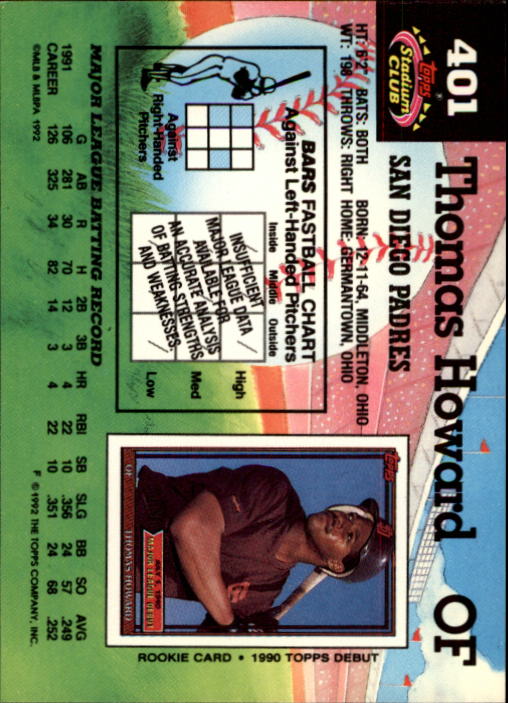 401
Topps
Stadium
CLUB
Thomas Howard OF
SAN DIEGO PADRES
HT: 6'2" BATS: BOTH BORN: 12-11-64, MIDDLETON, OHIO
WT: 198 THROWS: RIGHT HOME: GERMANTOWN, OHIO
BARS FASTBALL CHART
Against Left-Handed Pitchers
Inside Middle Outside
High
Med
Low
INSUFFICIENT
MAJOR LEAGUE DATA
AVAILABLE FOR
AN ACCURATE ANALYSIS
OF BATTING STRENGTHS
AND WEAKNESSES
Against
Right-Handed
Pitchers
Topps
MAY 5, 1990
MAJOR LEAGUE DEBUT
OF THOMAS HOWARD
ROOKIE CARD • 1990 TOPPS DEBUT
MAJOR LEAGUE BATTING RECORD
G AB R H 2B 3B HR RBI SB SLG BB SO AVG
1991 106 281 30 70 12 3 4 22 10 .356 24 57 .249
CAREER 126 325 34 82 14 3 4 22 10 .351 24 68 .252
©MLB & MLBPA 1992 F ©1992 THE TOPPS COMPANY, INC.